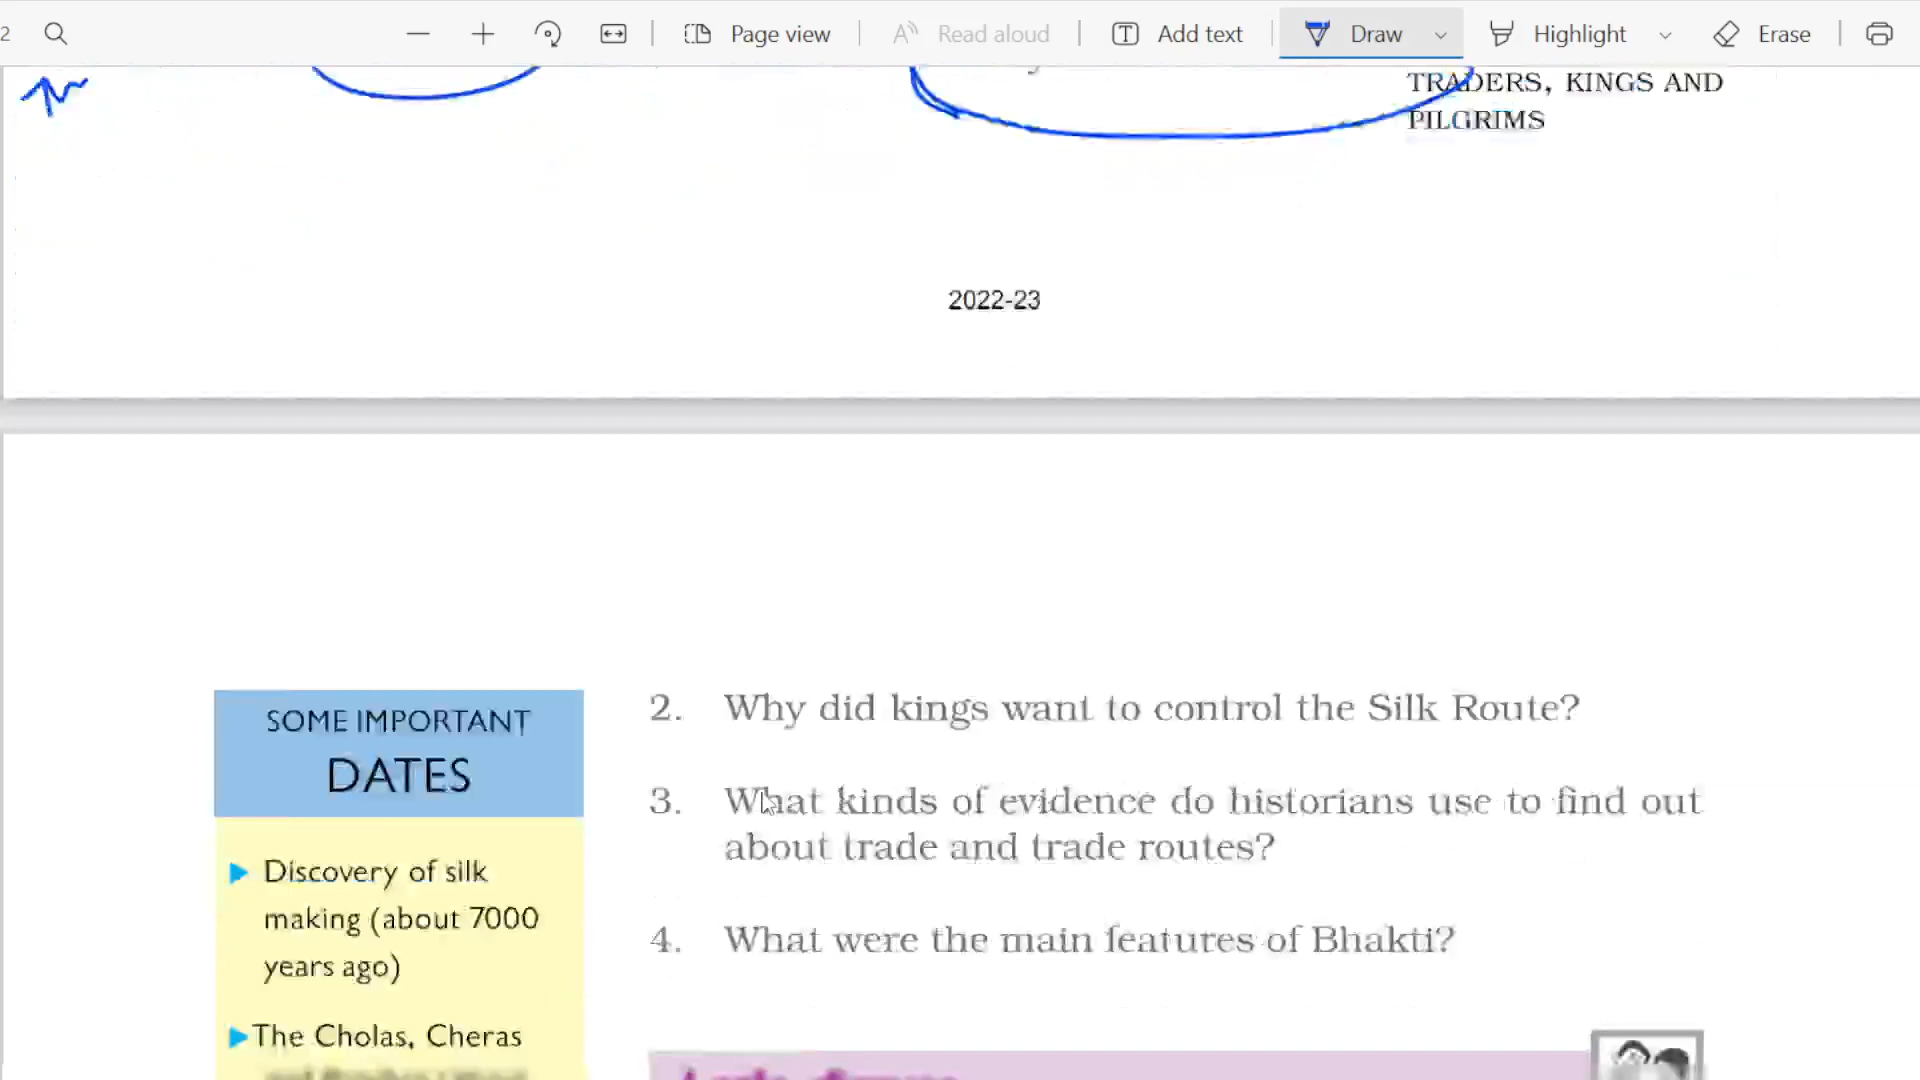 2
Page view
Read aloud
Add text
Draw
Highlight
Erase
TRADERS, KINGS AND
PILGRIMS
2022-23
SOME IMPORTANT
DATES
Discovery of silk
making (about 7000
years ago)
The Cholas, Cheras
2. Why did kings want to control the Silk Route?
3. What kinds of evidence do historians use to find out
about trade and trade routes?
4. What were the main features of Bhakti?